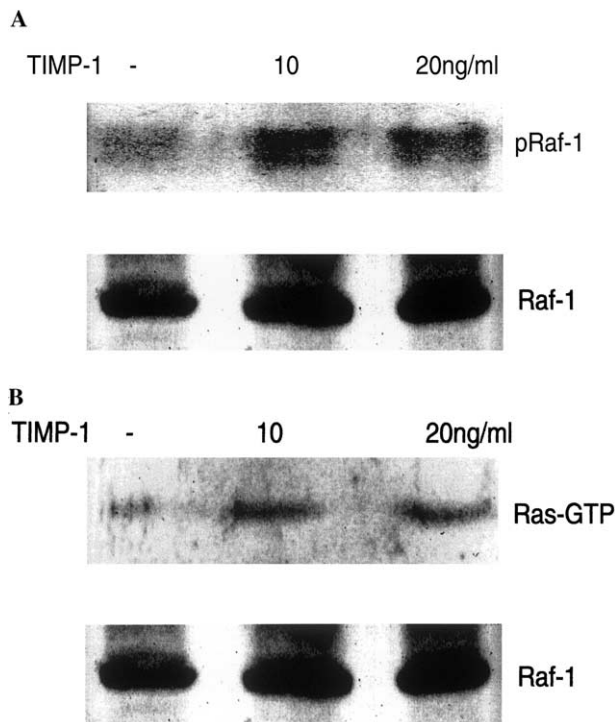 A
TIMP-1 - 10 20ng/ml
pRaf-1
Raf-1
B
TIMP-1 - 10 20ng/ml
Ras-GTP
Raf-1